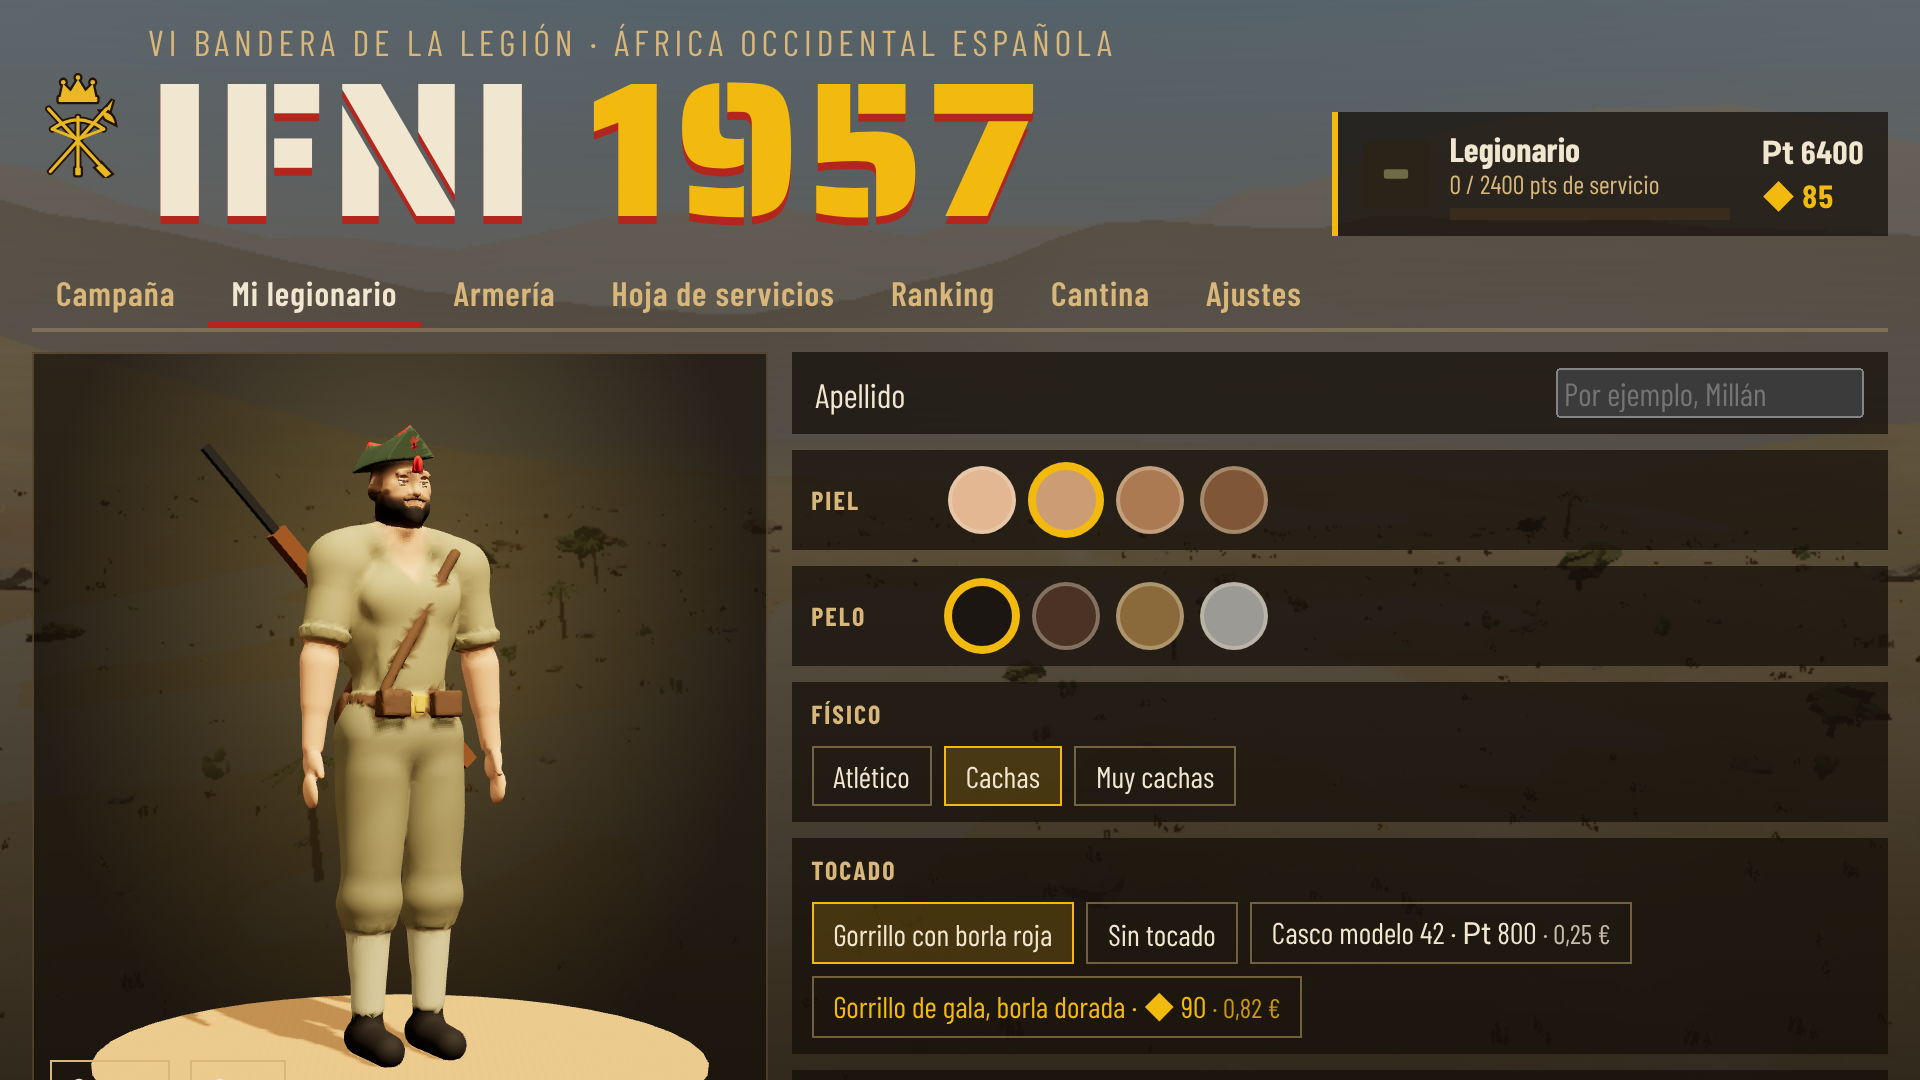 VI BANDERA DE LA LEGIÓN · ÁFRICA OCCIDENTAL ESPAÑOLA
IFNI 1957
Legionario
0 / 2400 pts de servicio
Pt 6400
85
Campaña Mi legionario Armería Hoja de servicios Ranking Cantina Ajustes
Apellido
Por ejemplo, Millán
PIEL
PELO
FÍSICO
Atlético Cachas Muy cachas
TOCADO
Gorrillo con borla roja Sin tocado Casco modelo 42 · Pt 800 · 0,25 €
Gorrillo de gala, borla dorada · ◆ 90 · 0,82 €